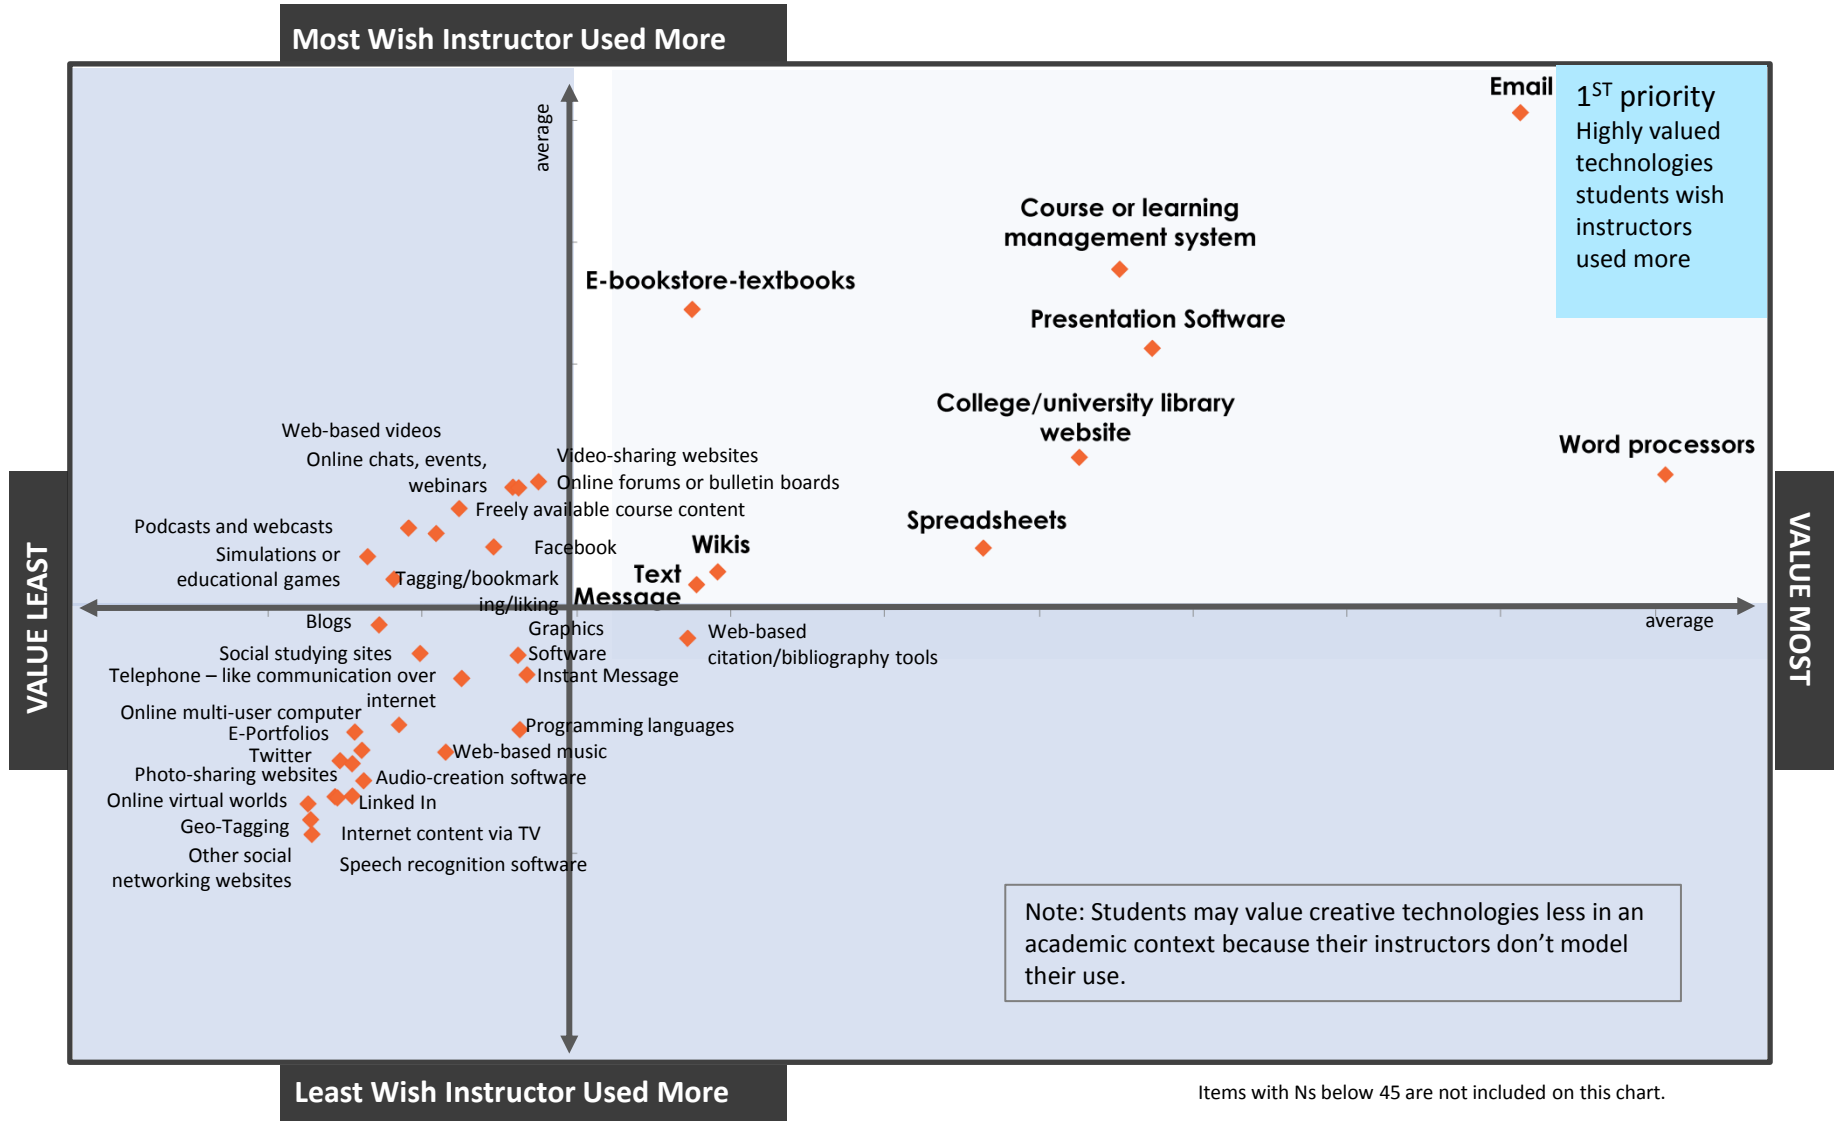 Most Wish Instructor Used More
average
Email
1ST priority
Highly valued
technologies
students wish
instructors
used more
Course or learning
management system
E-bookstore-textbooks
Presentation Software
College/university library
website
Word processors
Web-based videos
Online chats, events,
webinars
Video-sharing websites
Online forums or bulletin boards
Freely available course content
Podcasts and webcasts
Simulations or
educational games
Facebook
Tagging/bookmark
ing/liking
Spreadsheets
Wikis
Text
Message
VALUE LEAST
VALUE MOST
average
Blogs
Graphics
Software
Web-based
citation/bibliography tools
Social studying sites
Instant Message
Telephone – like communication over
internet
Online multi-user computer
Programming languages
E-Portfolios
Twitter
Web-based music
Photo-sharing websites
Audio-creation software
Online virtual worlds
Linked In
Geo-Tagging
Internet content via TV
Other social
networking websites
Speech recognition software
Note: Students may value creative technologies less in an
academic context because their instructors don’t model
their use.
Least Wish Instructor Used More
Items with Ns below 45 are not included on this chart.